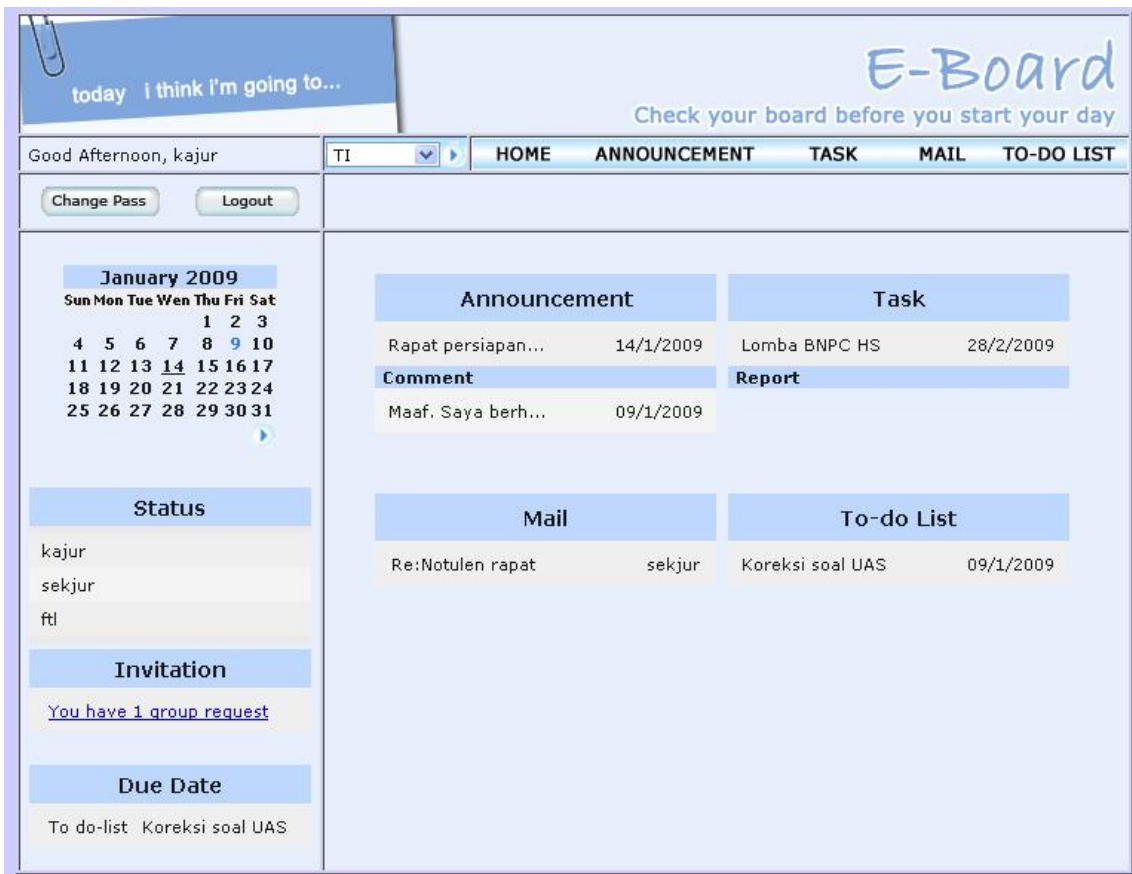 today i think i'm going to...
E-Board
Check your board before you start your day
Good Afternoon, kajur
TI
HOME ANNOUNCEMENT TASK MAIL TO-DO LIST
Change Pass Logout
January 2009
Sun Mon Tue Wen Thu Fri Sat
1 2 3
4 5 6 7 8 9 10
11 12 13 14 15 16 17
18 19 20 21 22 23 24
25 26 27 28 29 30 31
Status
kajur
sekjur
ftl
Invitation
You have 1 group request
Due Date
To do-list Koreksi soal UAS
Announcement
Rapat persiapan... 14/1/2009
Comment
Maaf. Saya berh... 09/1/2009
Task
Lomba BNPC HS 28/2/2009
Report
Mail
Re:Notulen rapat sekjur
To-do List
Koreksi soal UAS 09/1/2009